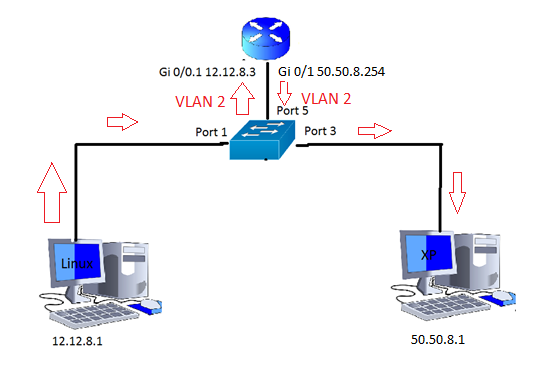 Gi 0/0.1 12.12.8.3
Gi 0/1 50.50.8.254
VLAN 2
VLAN 2
Port 5
Port 1
Port 3
Linux
XP
12.12.8.1
50.50.8.1